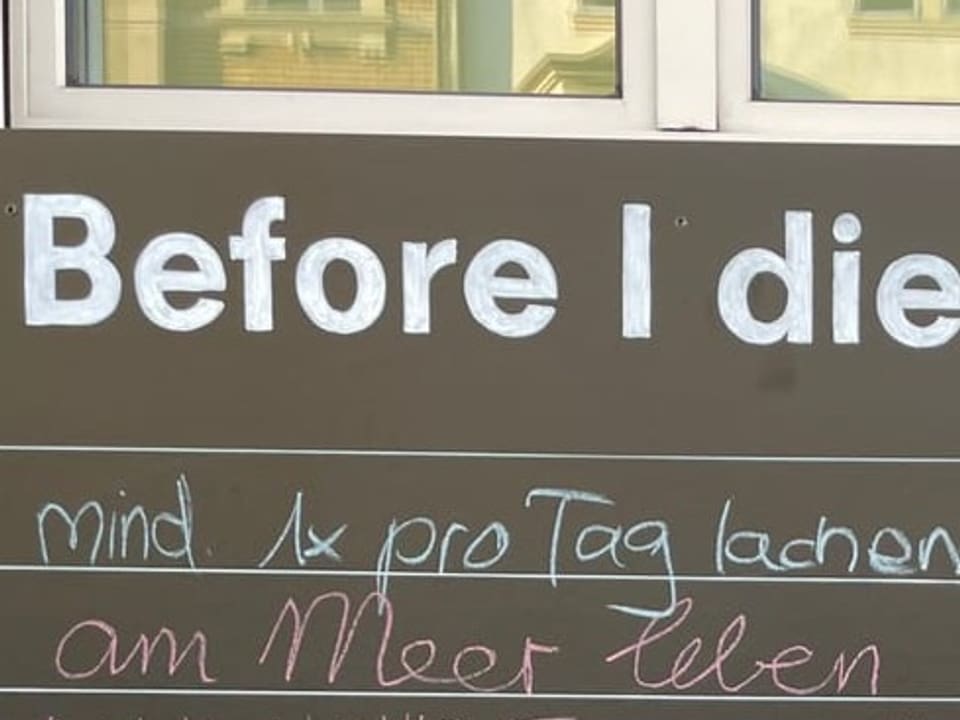 Before I die
mind. 1x pro Tag lachen
am Meer leben